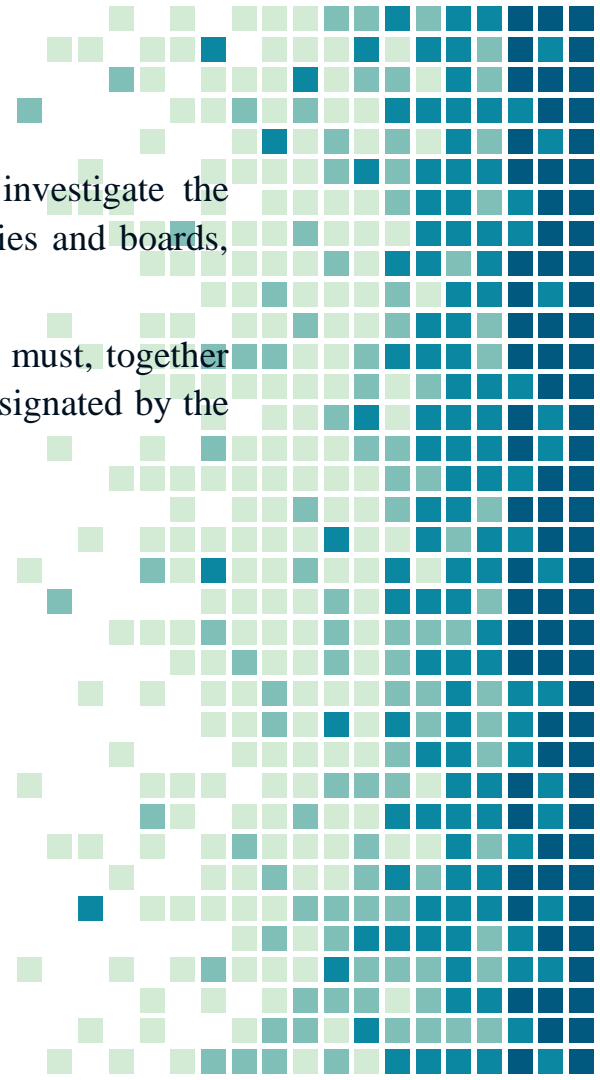 investigate the
ies and boards,
must, together
signated by the